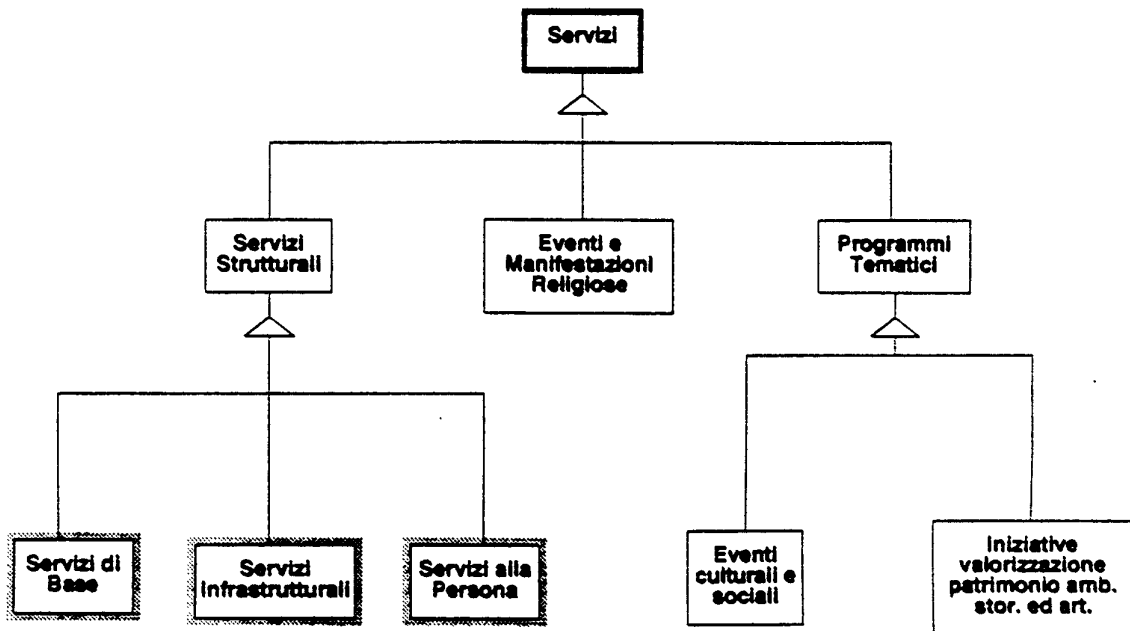 Servizi
Servizi
Strutturali
Eventi e
Manifestazioni
Religiose
Programmi
Tematici
Servizi di
Base
Servizi
Infrastrutturali
Servizi alla
Persona
Eventi
culturali e
sociali
Iniziative
valorizzazione
patrimonio amb.
stor. ed art.